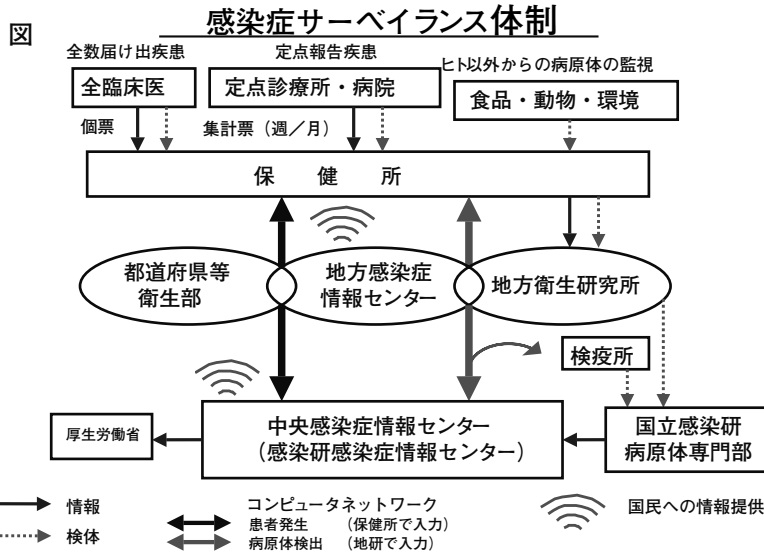 図
感染症サーベイランス体制
全数届け出疾患
定点報告疾患
ヒト以外からの病原体の監視
全臨床医
定点診療所・病院
食品・動物・環境
個票
集計票（週／月）
保健所
都道府県等
衛生部
地方感染症
情報センター
地方衛生研究所
検疫所
中央感染症情報センター
（感染研感染症情報センター）
厚生労働省
国立感染研
病原体専門部
情報
検体
コンピュータネットワーク
患者発生　（保健所で入力）
病原体検出　（地研で入力）
国民への情報提供